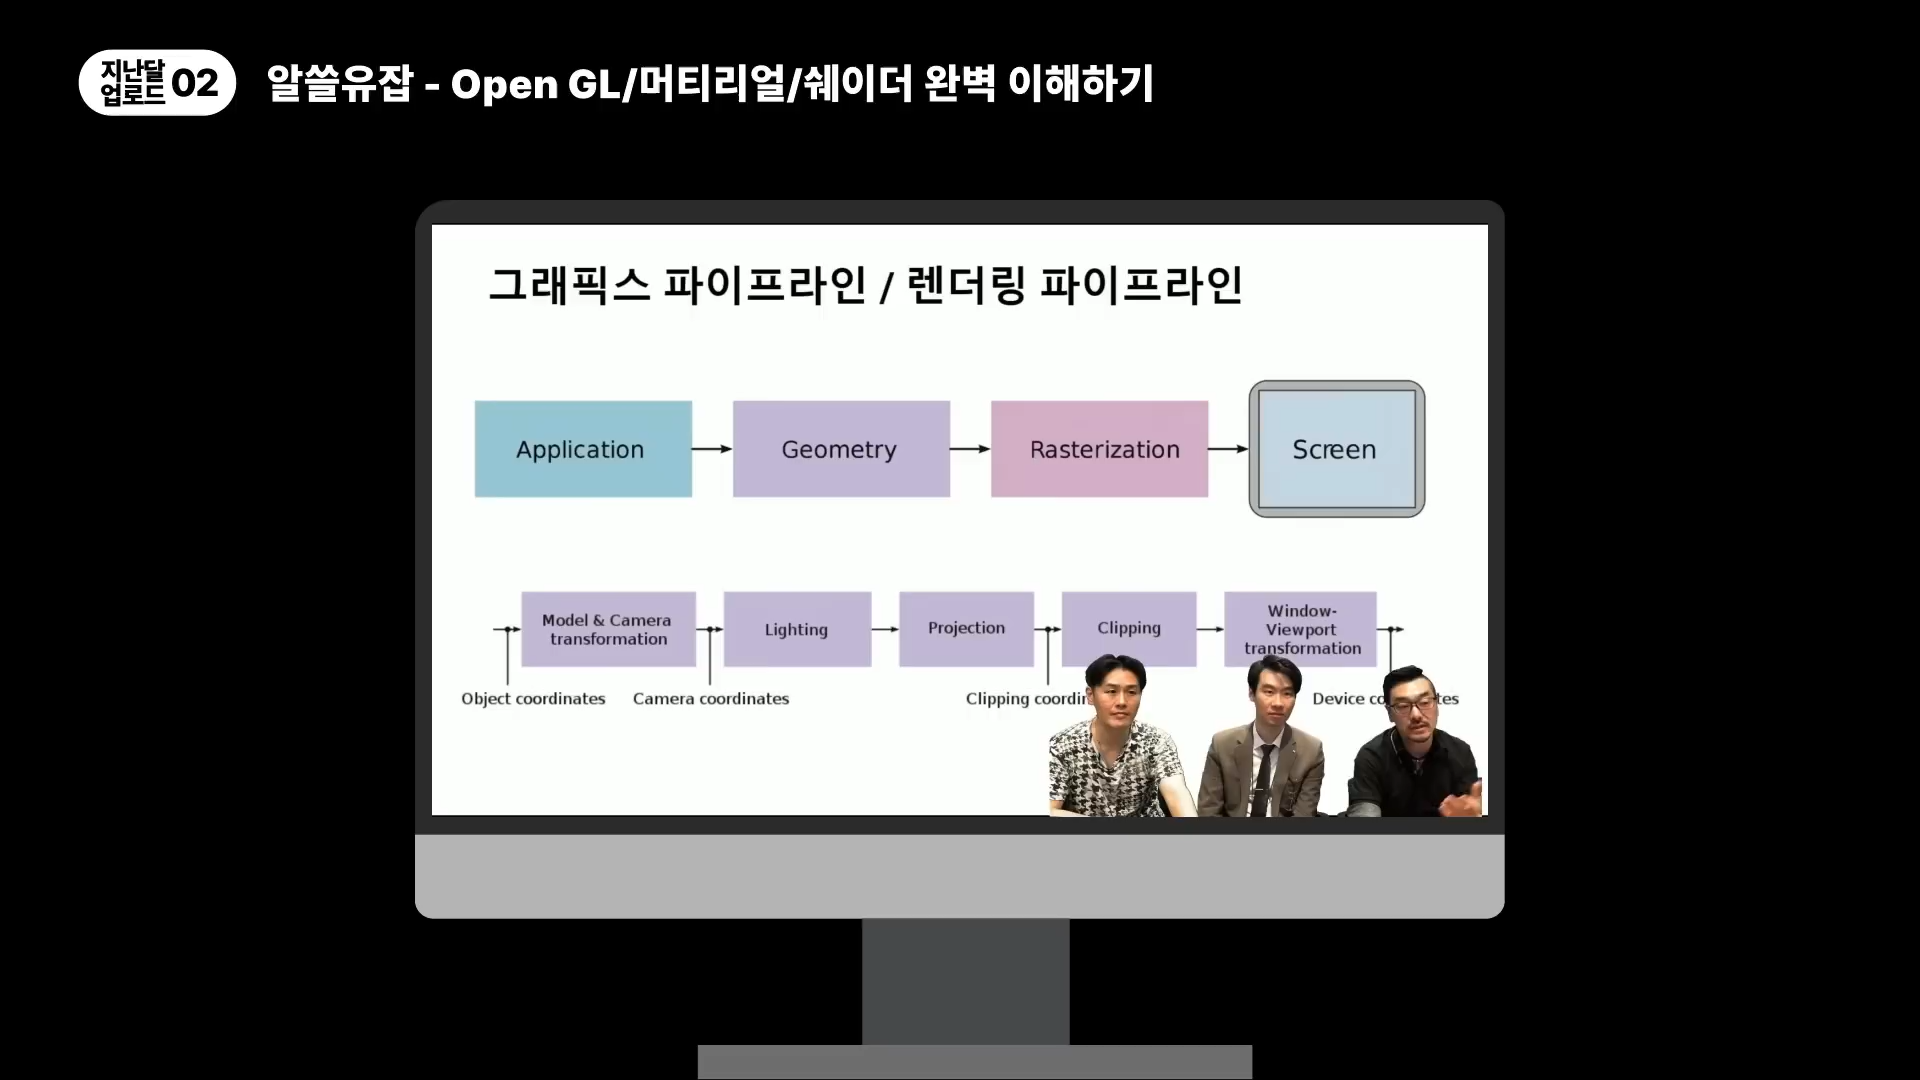 지난달
업로드 02
알쓸유잡 - Open GL/머티리얼/쉐이더 완벽 이해하기
그래픽스 파이프라인 / 렌더링 파이프라인
Application
Geometry
Rasterization
Screen
Model & Camera
transformation
Lighting
Projection
Clipping
Window-
Viewport
transformation
Object coordinates
Camera coordinates
Clipping
Device